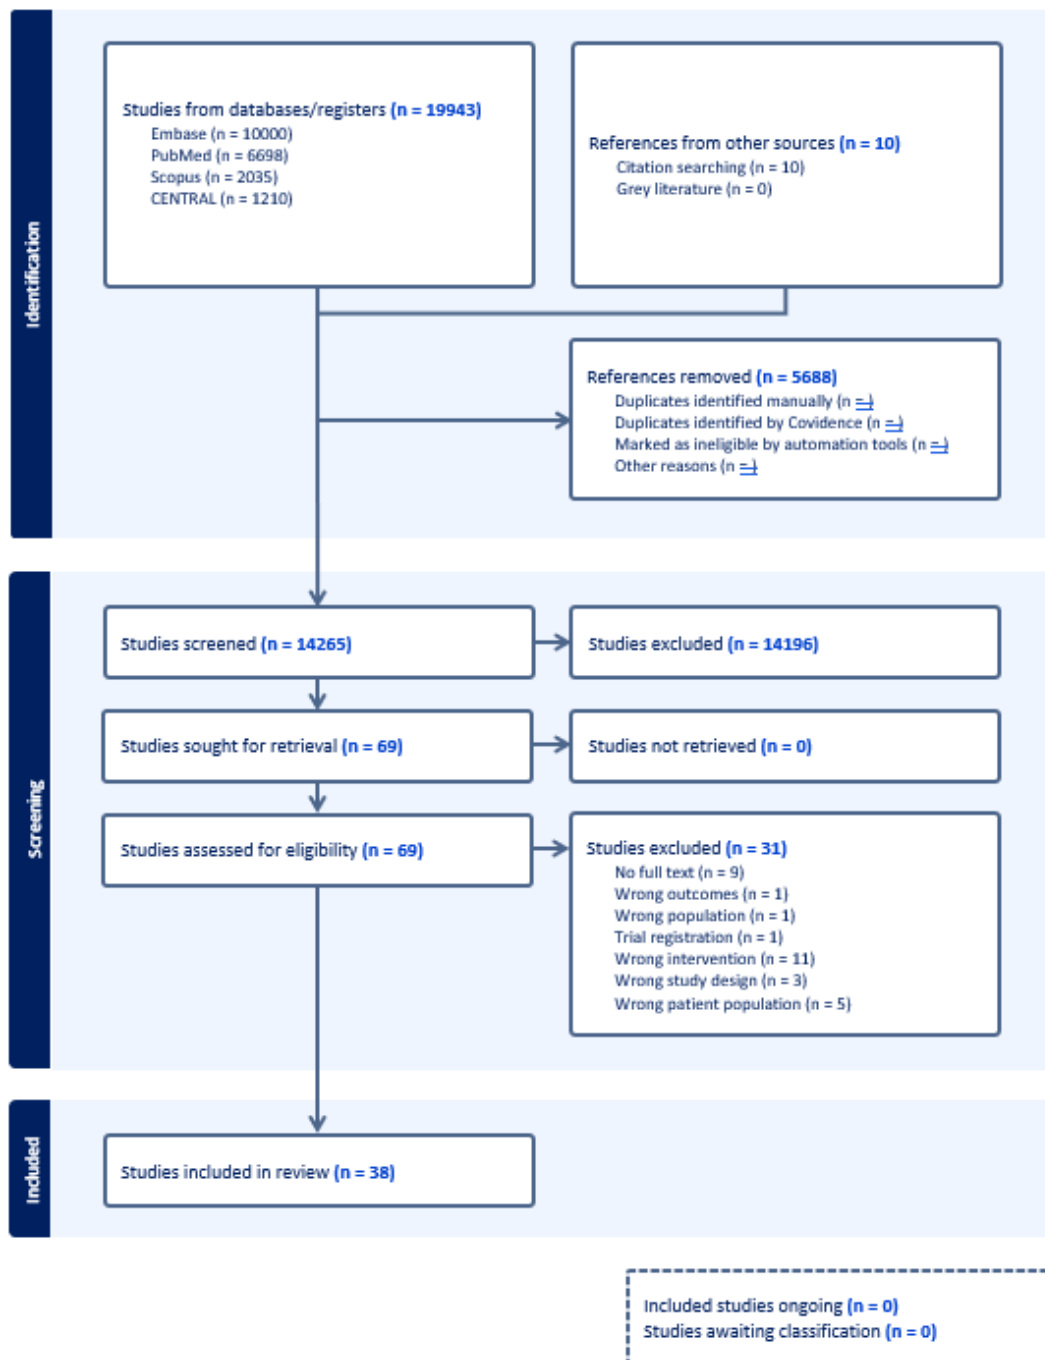 Identification
Studies from databases/registers (n = 19943)
Embase (n = 10000)
PubMed (n = 6698)
Scopus (n = 2035)
CENTRAL (n = 1210)
References from other sources (n = 10)
Citation searching (n = 10)
Grey literature (n = 0)
References removed (n = 5688)
Duplicates identified manually (n = )
Duplicates identified by Covidence (n = )
Marked as ineligible by automation tools (n = )
Other reasons (n = )
Screening
Studies screened (n = 14265)
Studies excluded (n = 14196)
Studies sought for retrieval (n = 69)
Studies not retrieved (n = 0)
Studies assessed for eligibility (n = 69)
Studies excluded (n = 31)
No full text (n = 9)
Wrong outcomes (n = 1)
Wrong population (n = 1)
Trial registration (n = 1)
Wrong intervention (n = 11)
Wrong study design (n = 3)
Wrong patient population (n = 5)
Included
Studies included in review (n = 38)
Included studies ongoing (n = 0)
Studies awaiting classification (n = 0)